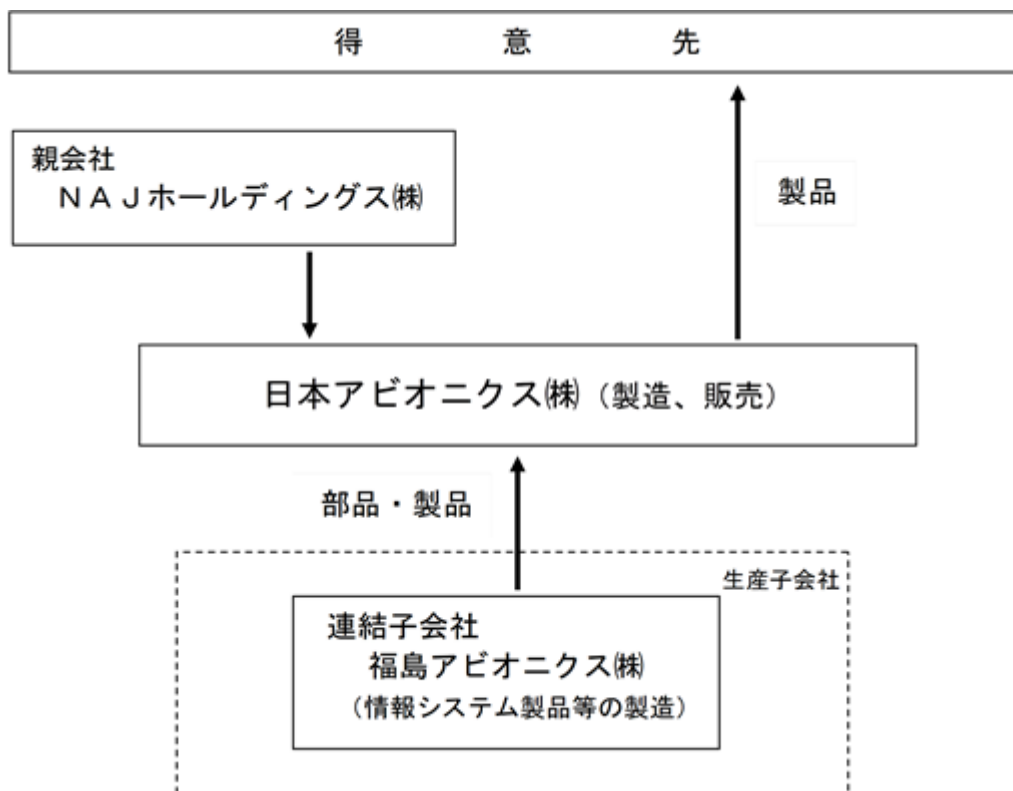 得意先
親会社
NAJホールディングス㈱
製品
日本アビオニクス㈱（製造、販売）
部品・製品
生産子会社
連結子会社
福島アビオニクス㈱
（情報システム製品等の製造）